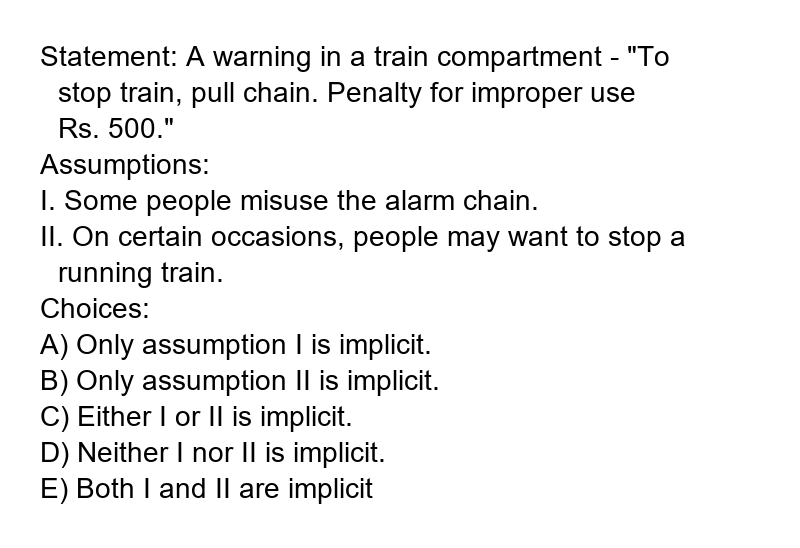 Statement: A warning in a train compartment - "To
stop train, pull chain. Penalty for improper use
Rs. 500."
Assumptions:
I. Some people misuse the alarm chain.
II. On certain occasions, people may want to stop a
running train.
Choices:
A) Only assumption I is implicit.
B) Only assumption II is implicit.
C) Either I or II is implicit.
D) Neither I nor II is implicit.
E) Both I and II are implicit